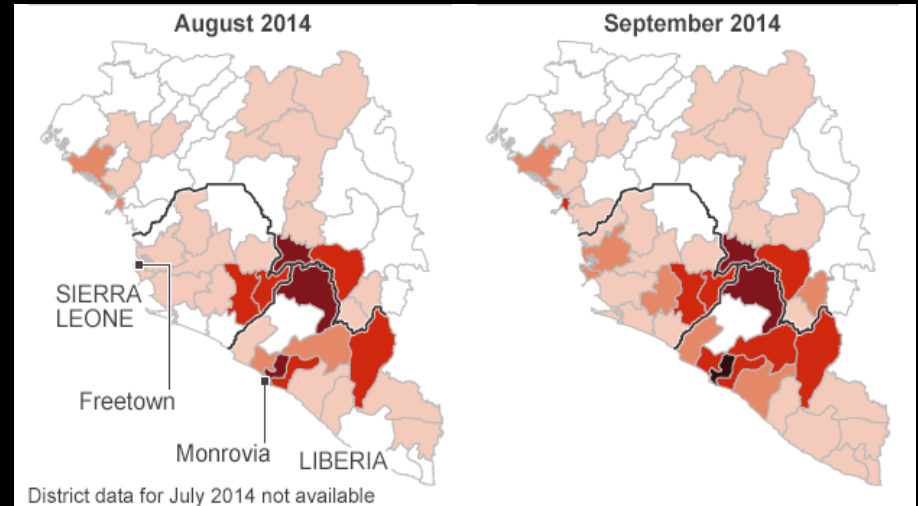 August 2014
September 2014
SIERRA
LEONE
Freetown
Monrovia
LIBERIA
District data for July 2014 not available